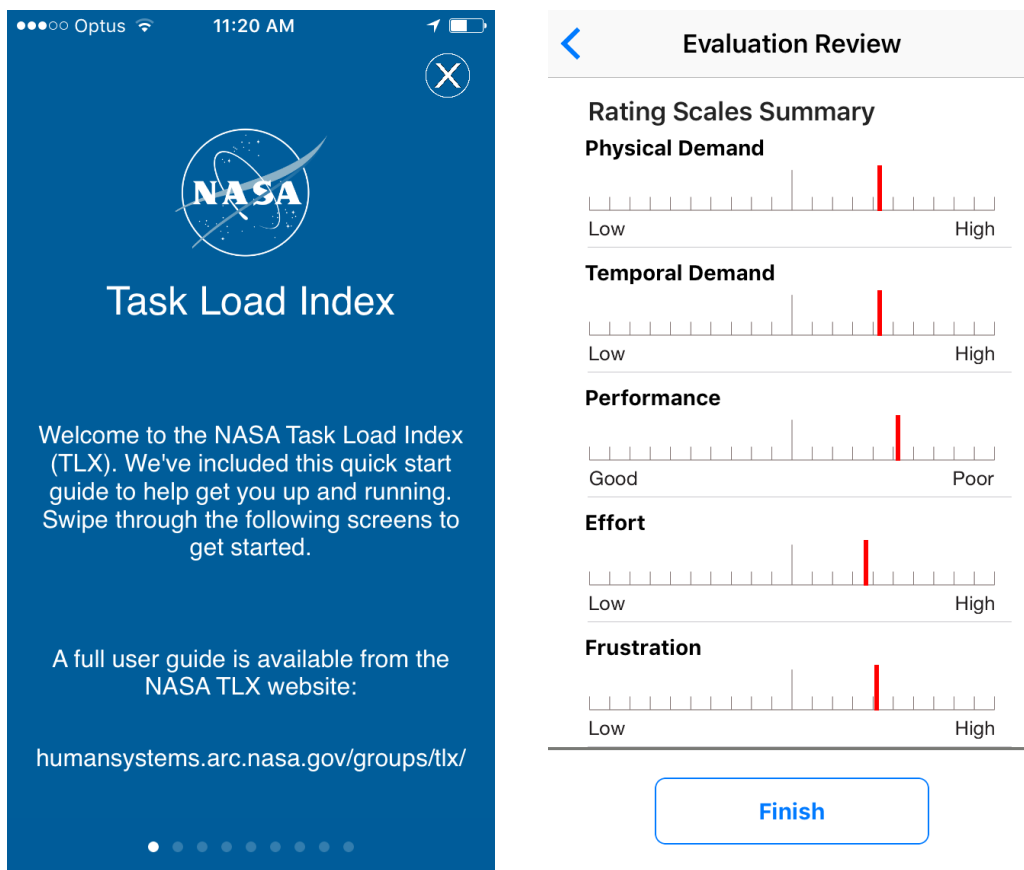 Optus
11:20 AM
NASA
Task Load Index
Welcome to the NASA Task Load Index
(TLX). We've included this quick start
guide to help get you up and running.
Swipe through the following screens to
get started.
A full user guide is available from the
NASA TLX website:
humansystems.arc.nasa.gov/groups/tlx/
Evaluation Review
Rating Scales Summary
Physical Demand
Low High
Temporal Demand
Low High
Performance
Good Poor
Effort
Low High
Frustration
Low High
Finish